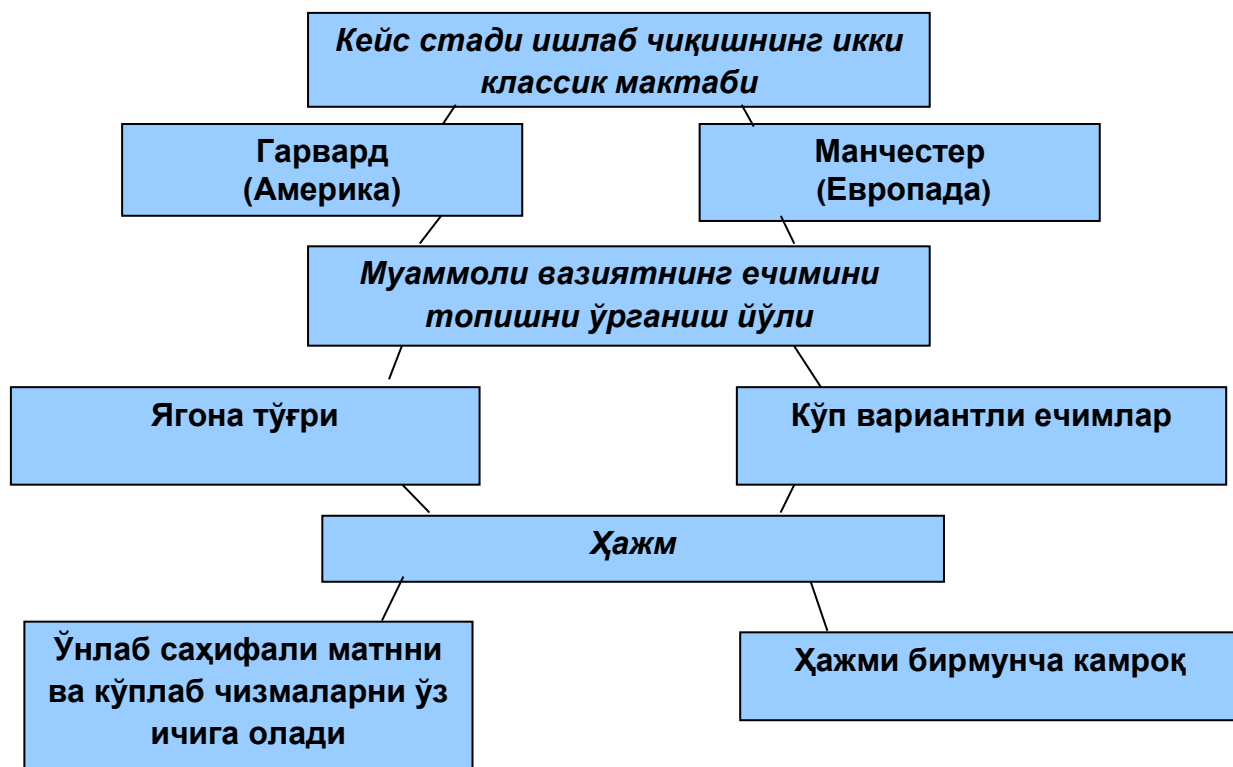 Кейс стади ишлаб чиқишнинг икки
классик мактаби
Гарвард
(Америка)
Манчестер
(Европада)
Муаммоли вазиятнинг ечимини
топишни ўрганиш йўли
Ягона тўғри
Кўп вариантли ечимлар
Ҳажм
Ўнлаб саҳифали матнни
ва кўплаб чизмаларни ўз
ичига олади
Ҳажми бирмунча камроқ